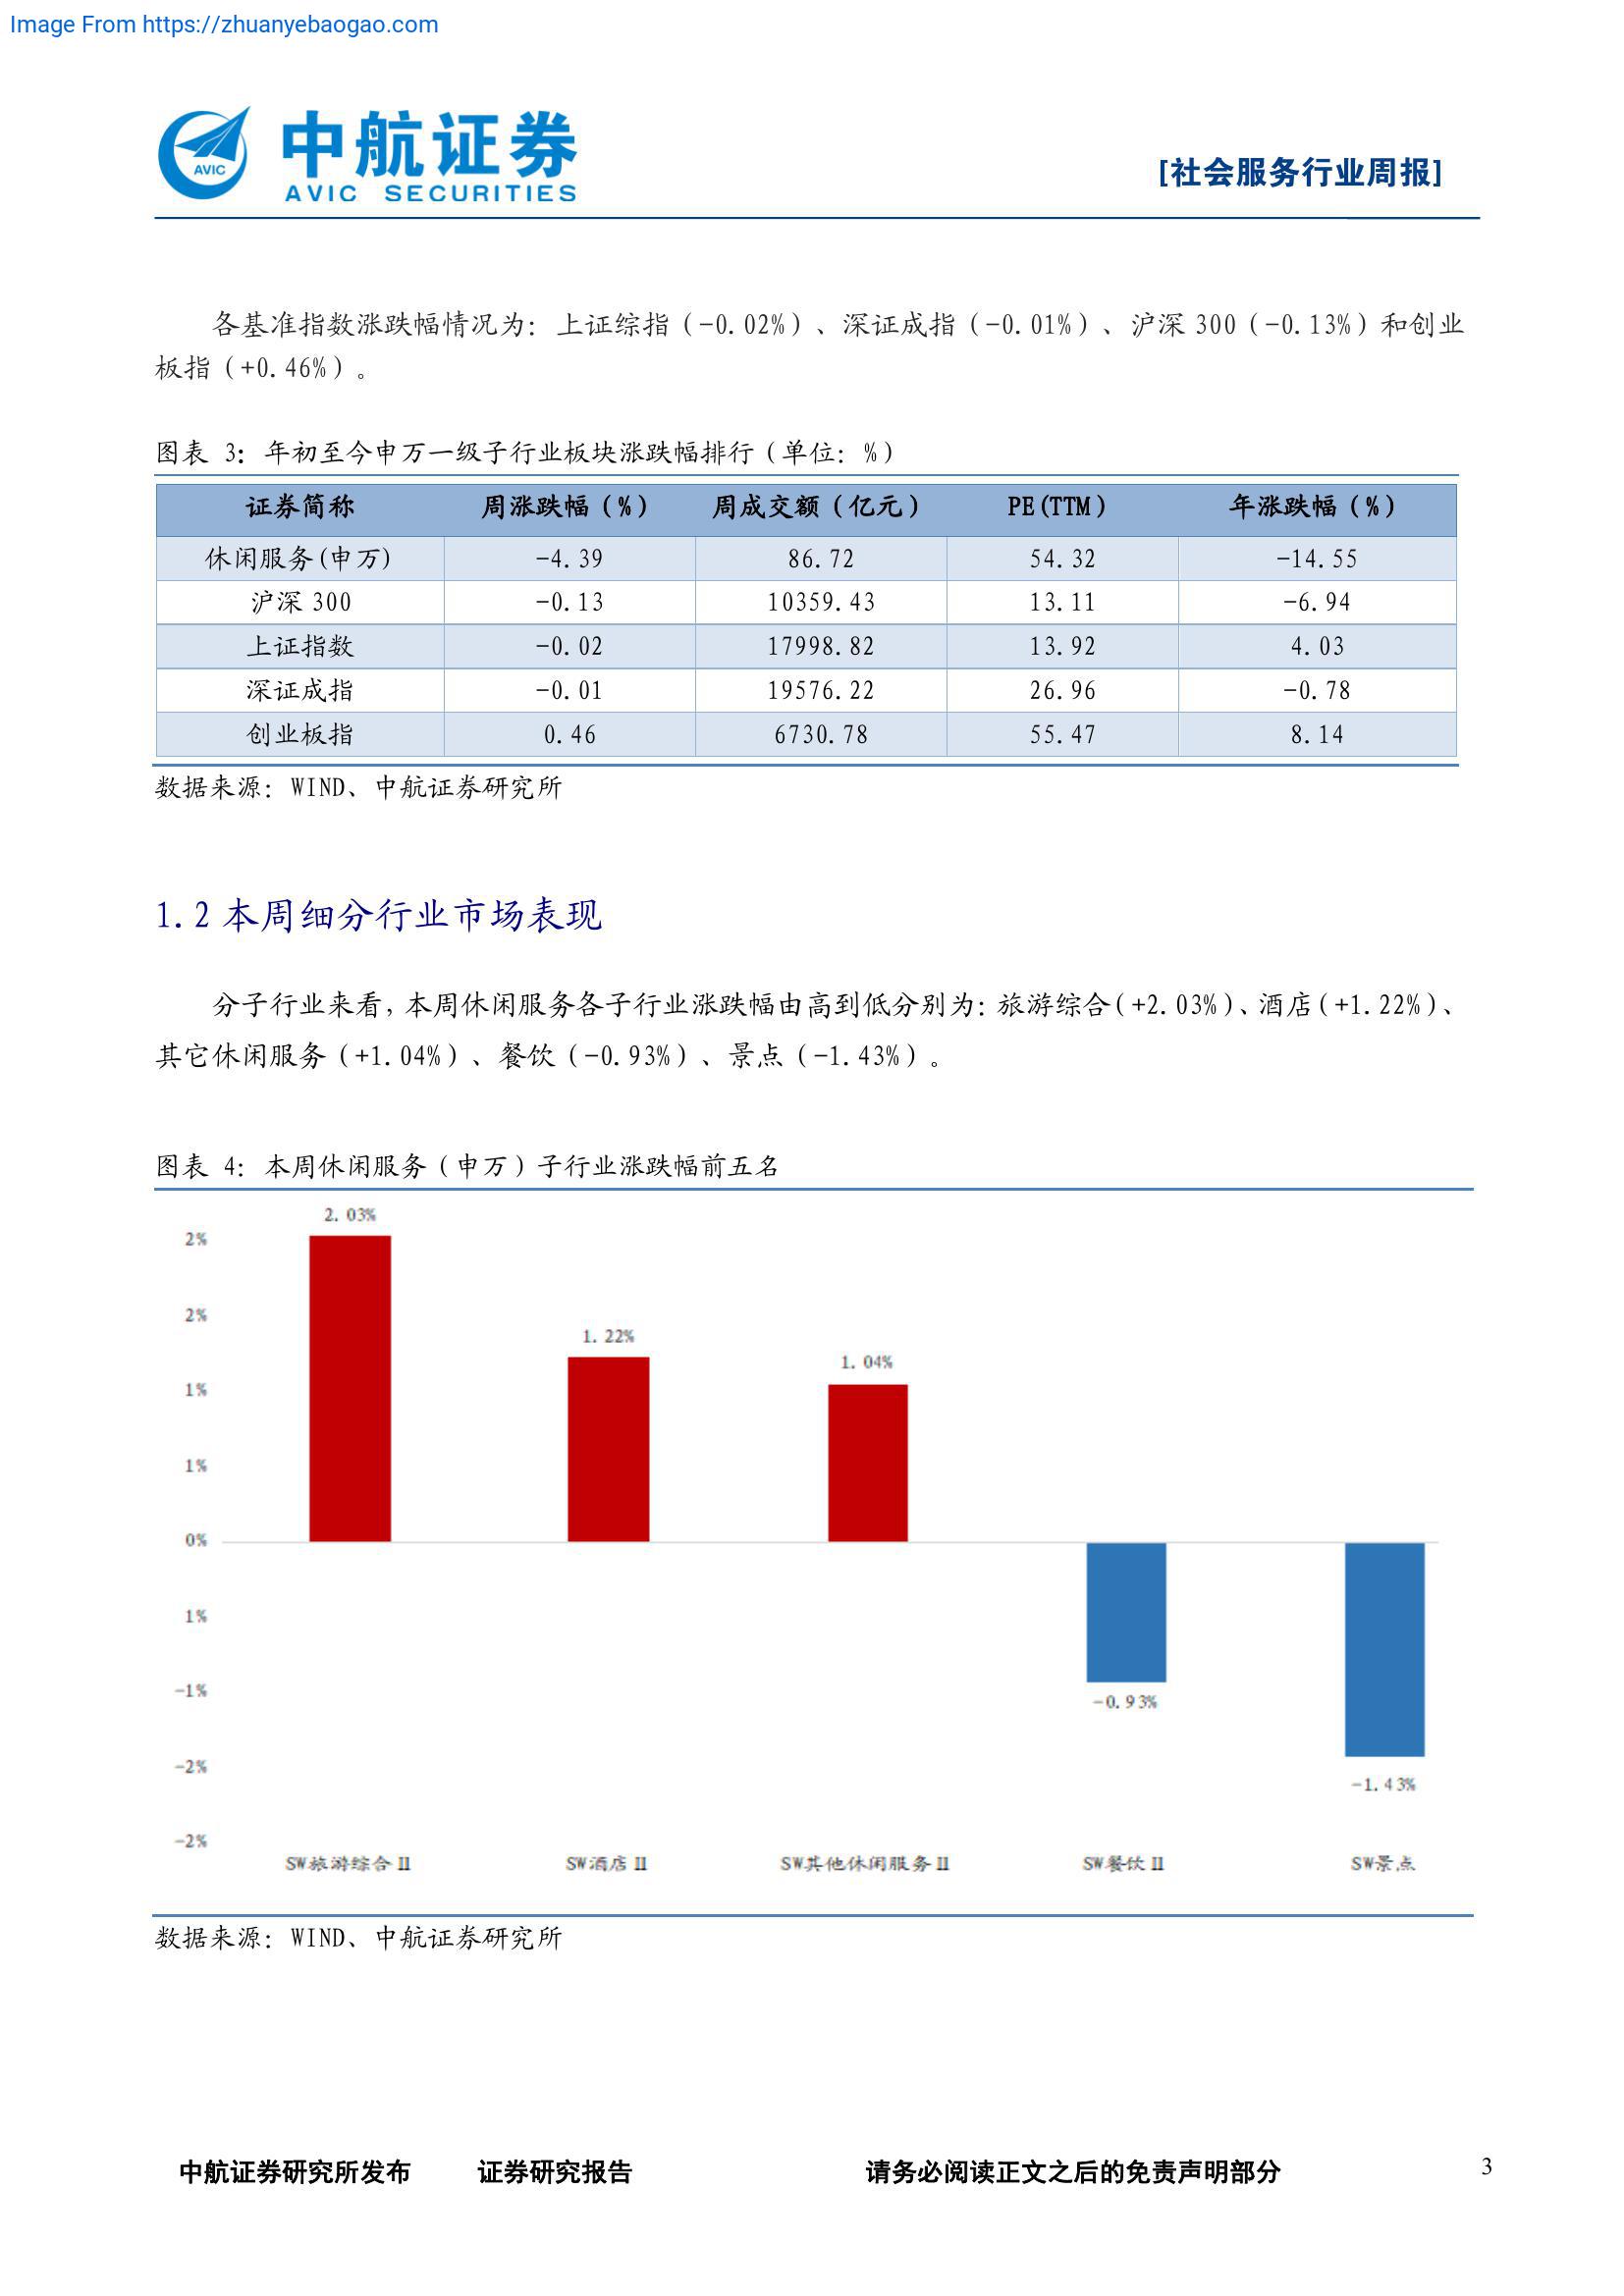 Image From https://zhuanyebaogao.com
AVIC
中航证券
AVIC SECURITIES
[社会服务行业周报]
各基准指数涨跌幅情况为：上证综指（-0.02%）、深证成指（-0.01%）、沪深 300（-0.13%）和创业
板指（+0.46%）。
图表 3：年初至今申万一级子行业板块涨跌幅排行（单位：%）
证券简称 周涨跌幅（%） 周成交额（亿元） PE(TTM) 年涨跌幅（%）
休闲服务(申万) -4.39 86.72 54.32 -14.55
沪深 300 -0.13 10359.43 13.11 -6.94
上证指数 -0.02 17998.82 13.92 4.03
深证成指 -0.01 19576.22 26.96 -0.78
创业板指 0.46 6730.78 55.47 8.14
数据来源：WIND、中航证券研究所
1.2 本周细分行业市场表现
分子行业来看，本周休闲服务各子行业涨跌幅由高到低分别为：旅游综合(+2.03%)、酒店(+1.22%)、
其它休闲服务（+1.04%）、餐饮（-0.93%）、景点（-1.43%）。
图表 4：本周休闲服务（申万）子行业涨跌幅前五名
2.03%
2%
2%
1.22%
1.04%
1%
1%
0%
1%
-1%
-0.93%
-2%
-1.43%
-2%
SW旅游综合Ⅱ SW酒店Ⅱ SW其他休闲服务Ⅱ SW餐饮Ⅱ SW景点
数据来源：WIND、中航证券研究所
中航证券研究所发布 证券研究报告 请务必阅读正文之后的免责声明部分 3